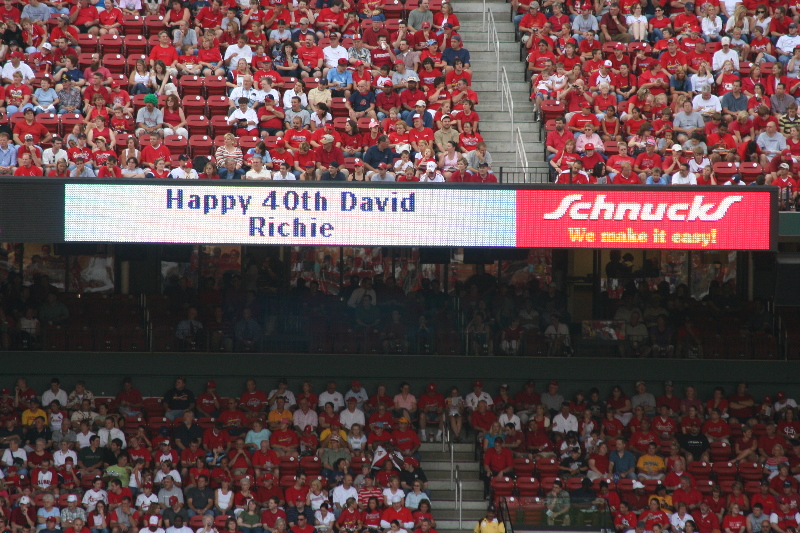 Happy 40th David
Richie
Schnucks
We make it easy!